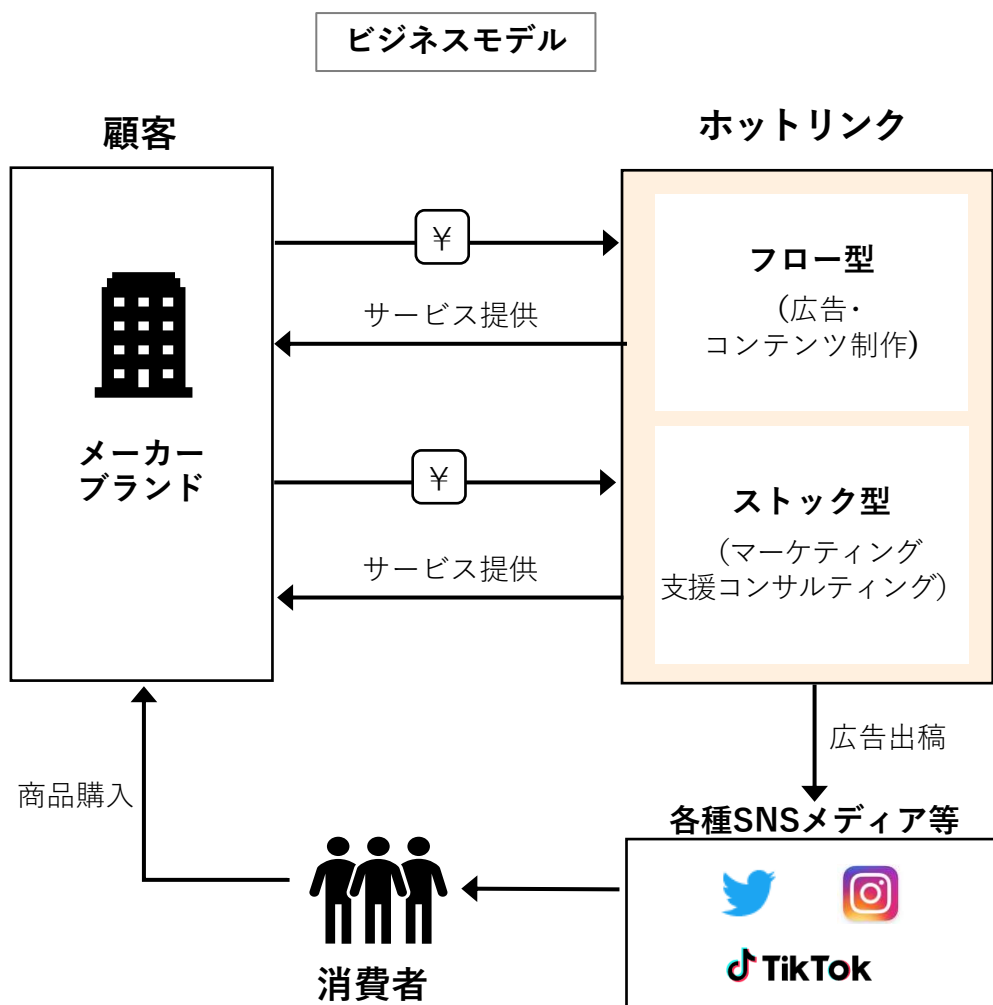 ビジネスモデル
顧客
ホットリンク
¥
フロー型
(広告・
コンテンツ制作)
サービス提供
メーカー
ブランド
¥
ストック型
(マーケティング
支援コンサルティング)
サービス提供
広告出稿
商品購入
各種SNSメディア等
TikTok
消費者